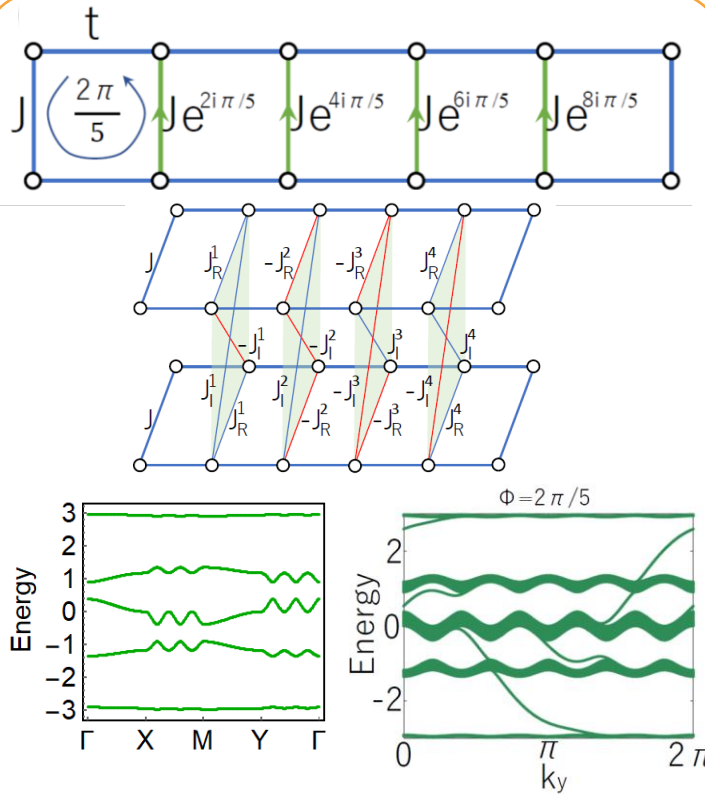 t
J
2π/5
Je^{2iπ/5}
Je^{4iπ/5}
Je^{6iπ/5}
Je^{8iπ/5}
J
J_R^1
-J_R^2
-J_R^3
J_R^4
-J_I^1
-J_I^2
J_I^3
J_I^4
J
J_I^1
J_R^1
J_I^2
-J_R^2
-J_I^3
-J_R^3
-J_I^4
J_R^4
3
2
1
0
−1
−2
−3
Energy
Γ X M Y Γ
Φ=2π/5
2
0
-2
Energy
0 π 2π
k_y